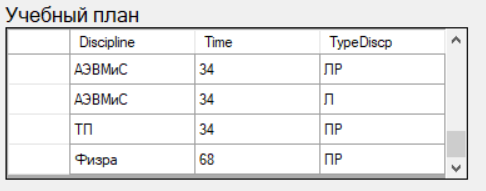 Учебный план
Discipline Time TypeDiscp
АЭВМиС 34 ЛР
АЭВМиС 34 Л
ТП 34 ПР
Физра 68 ПР